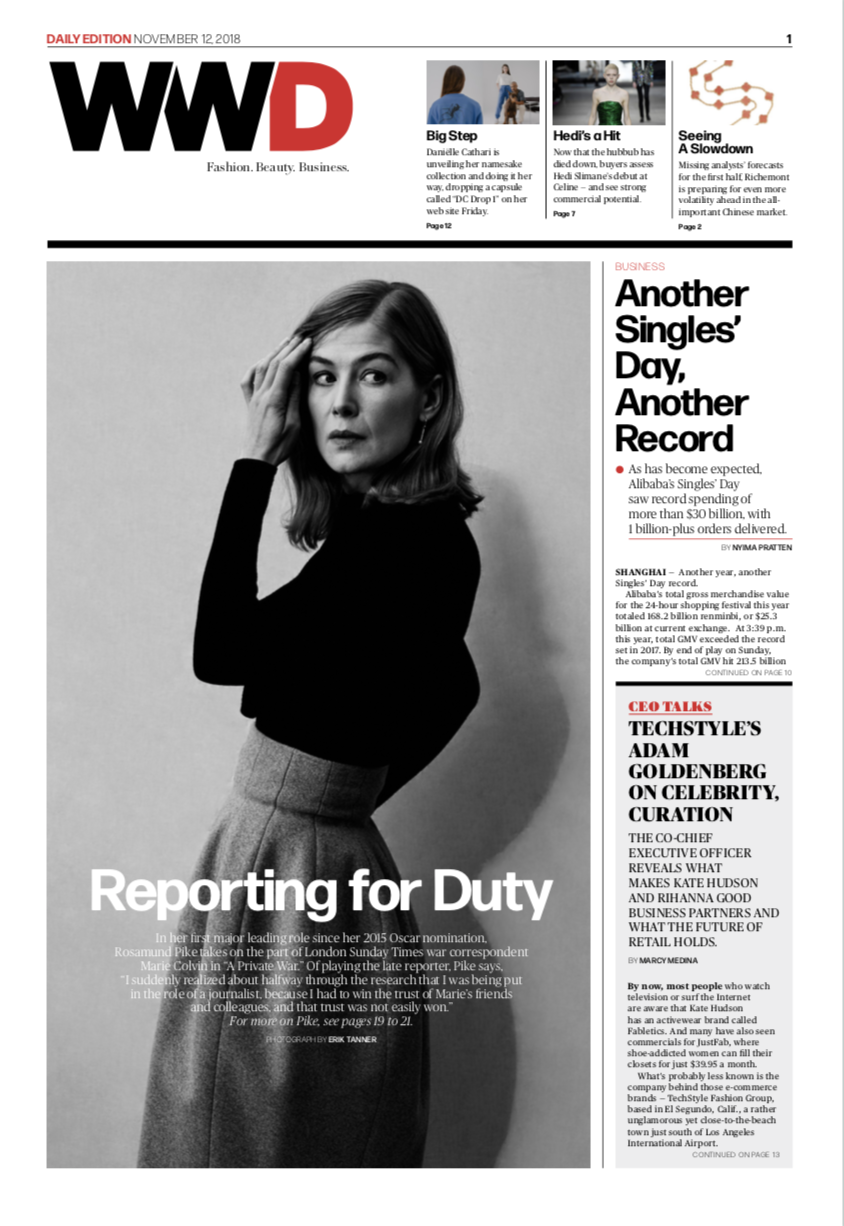 DAILY EDITION NOVEMBER 12, 2018
1
WWD
Fashion. Beauty. Business.
Big Step
Daniëlle Cathari is
unveiling her namesake
collection and doing it her
way, dropping a capsule
called "DC Drop 1" on her
web site Friday.
Page 12
Hedi's a Hit
Now that the hubbub has
died down, buyers assess
Hedi Slimane's debut at
Celine – and see strong
commercial potential.
Page 7
Seeing
A Slowdown
Missing analysts' forecasts
for the first half, Richemont
is preparing for even more
volatility ahead in the all-
important Chinese market.
Page 2
Reporting for Duty
In her first major leading role since her 2015 Oscar nomination,
Rosamund Pike takes on the part of London Sunday Times war correspondent
Marie Colvin in "A Private War." Of playing the late reporter, Pike says,
"I suddenly realized about halfway through the research that I was being put
in the role of a journalist, because I had to win the trust of Marie's friends
and colleagues, and that trust was not easily won."
For more on Pike, see pages 19 to 21.
PHOTOGRAPH BY ERIK TANNER
BUSINESS
Another
Singles'
Day,
Another
Record
● As has become expected,
Alibaba's Singles' Day
saw record spending of
more than $30 billion, with
1 billion-plus orders delivered.
BY NYIMA PRATTEN
SHANGHAI – Another year, another
Singles' Day record.
Alibaba's total gross merchandise value
for the 24-hour shopping festival this year
totaled 168.2 billion renminbi, or $25.3
billion at current exchange. At 3:39 p.m.
this year, total GMV exceeded the record
set in 2017. By end of play on Sunday,
the company's total GMV hit 213.5 billion
CONTINUED ON PAGE 10
CEO TALKS
TECHSTYLE'S
ADAM
GOLDENBERG
ON CELEBRITY,
CURATION
THE CO-CHIEF
EXECUTIVE OFFICER
REVEALS WHAT
MAKES KATE HUDSON
AND RIHANNA GOOD
BUSINESS PARTNERS AND
WHAT THE FUTURE OF
RETAIL HOLDS.
BY MARCY MEDINA
By now, most people who watch
television or surf the Internet
are aware that Kate Hudson
has an activewear brand called
Fabletics. And many have also seen
commercials for JustFab, where
shoe-addicted women can fill their
closets for just $39.95 a month.
What's probably less known is the
company behind those e-commerce
brands – TechStyle Fashion Group,
based in El Segundo, Calif., a rather
unglamorous yet close-to-the-beach
town just south of Los Angeles
International Airport.
CONTINUED ON PAGE 13